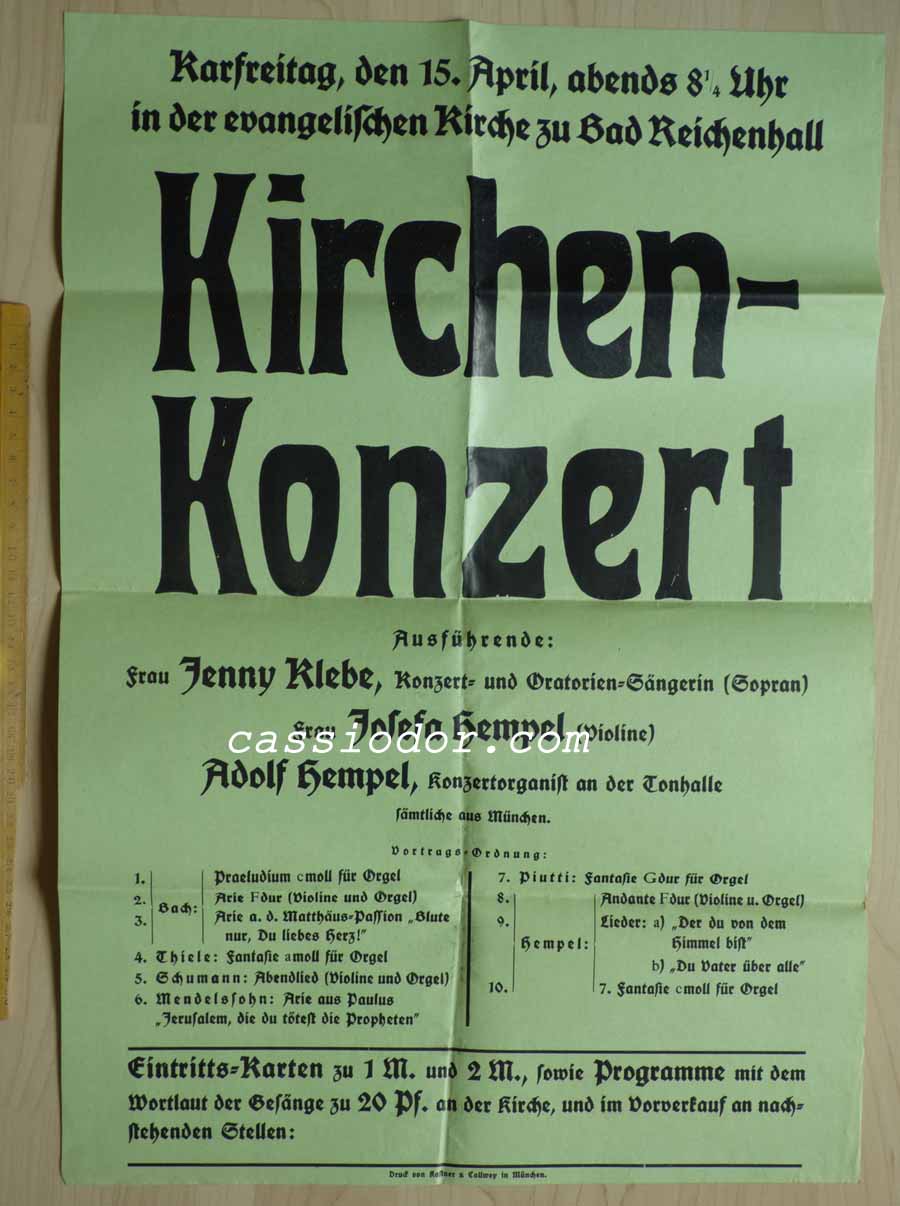 Karfreitag, den 15. April, abends 8¼ Uhr
in der evangelischen Kirche zu Bad Reichenhall
Kirchen-
Konzert
Ausführende:
Frau Jenny Klebe, Konzert- und Oratorien-Sängerin (Sopran)
Frau Josefa Hempel (Violine)
cassiodor.com
Adolf Hempel, Konzertorganist an der Tonhalle
sämtliche aus München.
Vortrags-Ordnung:
Bach:
1. Praeludium cmoll für Orgel
2. Arie Fdur (Violine und Orgel)
3. Arie a. d. Matthäus-Passion „Blute
nur, Du liebes Herz!"
4. Thiele: Fantasie amoll für Orgel
5. Schumann: Abendlied (Violine und Orgel)
6. Mendelssohn: Arie aus Paulus
„Jerusalem, die du tötest die Propheten"
7. Piutti: Fantasie Gdur für Orgel
Hempel:
8. Andante Fdur (Violine u. Orgel)
9. Lieder: a) „Der du von dem
Himmel bist"
b) „Du Vater über alle"
10. 7. Fantasie cmoll für Orgel
Eintritts-Karten zu 1 M. und 2 M., sowie Programme mit dem
Wortlaut der Gesänge zu 20 Pf. an der Kirche, und im Vorverkauf an nach-
stehenden Stellen:
Druck von Kastner & Callwey in München.